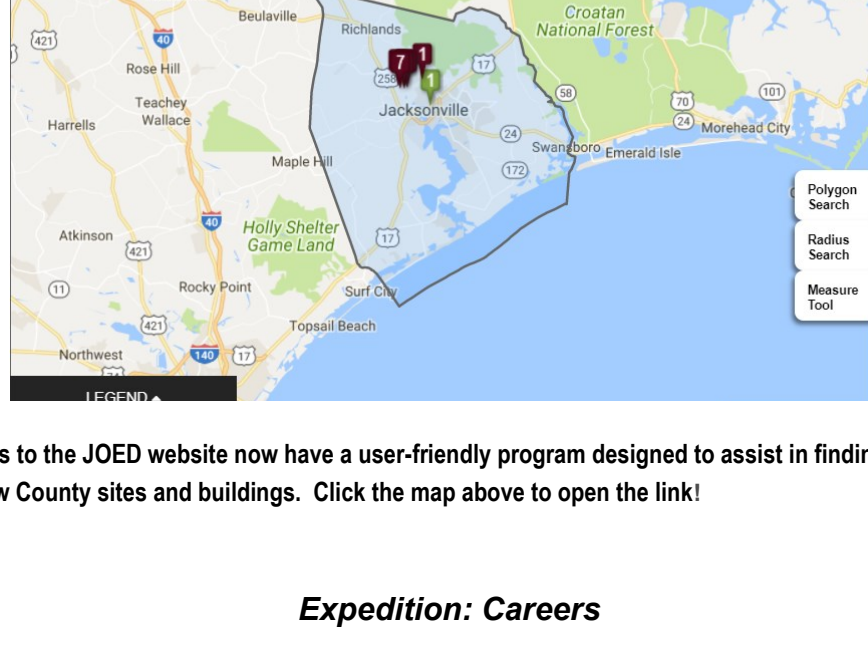 Beulaville
Croatan
National Forest
Richlands
421
40
Rose Hill
7
1
1
17
258
58
101
70
Teachey
Wallace
Jacksonville
24
Harrells
24
Morehead City
Swansboro
Emerald Isle
Maple Hill
172
Polygon
Search
40
Holly Shelter
Game Land
Atkinson
17
421
Radius
Search
11
Rocky Point
Surf City
Measure
Tool
421
Topsail Beach
Northwest
140
17
LEGEND
s to the JOED website now have a user-friendly program designed to assist in findin
w County sites and buildings. Click the map above to open the link!
Expedition: Careers